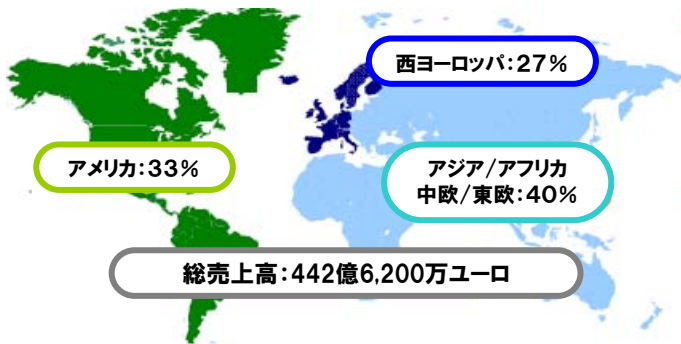 西ヨーロッパ：27%
アメリカ：33%
アジア/アフリカ
中欧/東欧：40%
総売上高：442億6,200万ユーロ